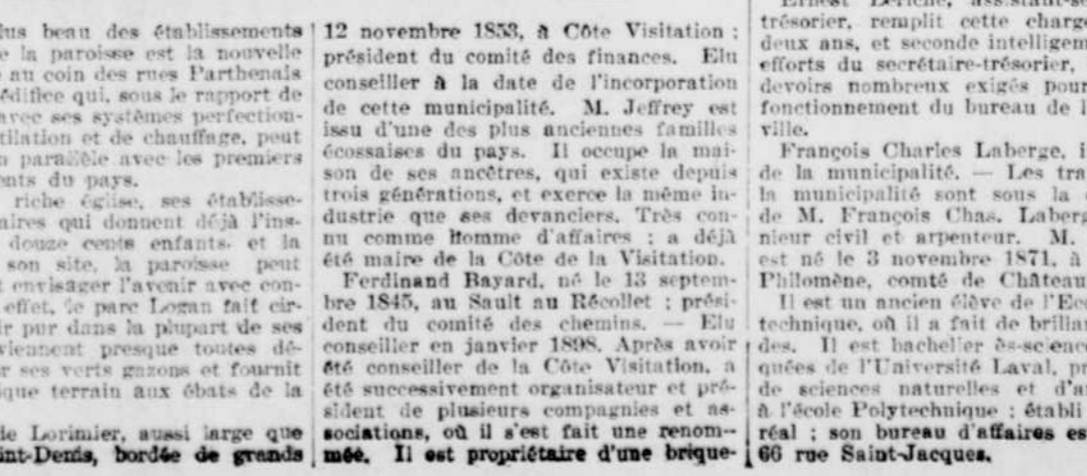 lus beau des établissements
e la paroisse est la nouvelle
au coin des rues Parthenais
édifice qui, sous le rapport de
avec ses systèmes perfection-
tilation et de chauffage, peut
n parallèle avec les premiers
ents du pays.
riche église, ses établisse-
aires qui donnent déjà l'ins-
douze cents enfants. et la
son site, la paroisse peut
t envisager l'avenir avec con-
effet, le parc Logan fait cir-
ir pur dans la plupart de ses
viennent presque toutes dé-
r ses verts gazons et fournit
que terrain aux ébats de la
de Lorimier, aussi large que
int-Denis, bordée de grands
12 novembre 1853, à Côte Visitation ;
président du comité des finances. Elu
conseiller à la date de l'incorporation
de cette municipalité. M. Jeffrey est
issu d'une des plus anciennes familles
écossaises du pays. Il occupe la mai-
son de ses ancêtres, qui existe depuis
trois générations, et exerce la même in-
dustrie que ses devanciers. Très con-
nu comme homme d'affaires ; a déjà
été maire de la Côte de la Visitation.
Ferdinand Bayard, né le 13 septem-
bre 1845, au Sault au Récollet ; prési-
dent du comité des chemins. — Elu
conseiller en janvier 1898. Après avoir
été conseiller de la Côte Visitation, a
été successivement organisateur et pré-
sident de plusieurs compagnies et as-
sociations, où il s'est fait une renom-
mée. Il est propriétaire d'une brique-
trésorier, remplit cette charg
deux ans, et seconde intelligem
efforts du secrétaire-trésorier,
devoirs nombreux exigés pour
fonctionnement du bureau de l
ville.
François Charles Laberge, i
de la municipalité. — Les tra
la municipalité sont sous la
de M. François Chas. Laberg
nieur civil et arpenteur. M.
est né le 3 novembre 1871, à
Philomène, comté de Château
Il est un ancien élève de l'Ec
technique, où il a fait de brilla
des. Il est bachelier ès-scienc
quées de l'Université Laval, pr
de sciences naturelles et d'a
à l'école Polytechnique ; établi
réal ; son bureau d'affaires es
66 rue Saint-Jacques.